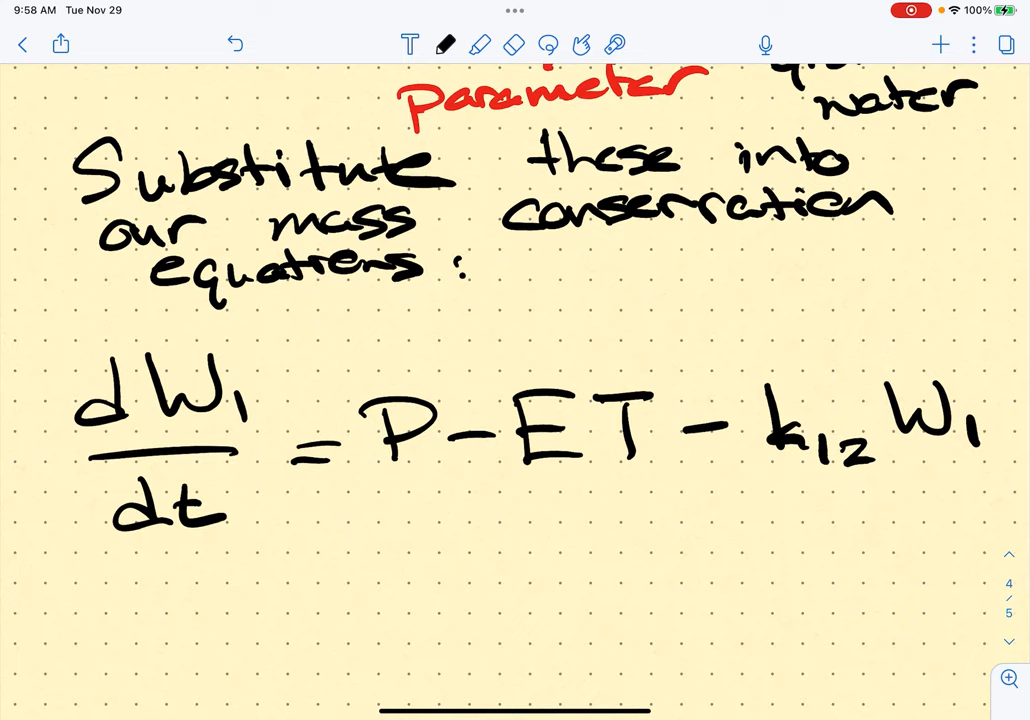 9:58 AM Tue Nov 29
100%
parameter
water
Substitute these into
our mass conservation
equations :
dW₁
dt
= P - ET - k₁₂ W₁
4
/
5